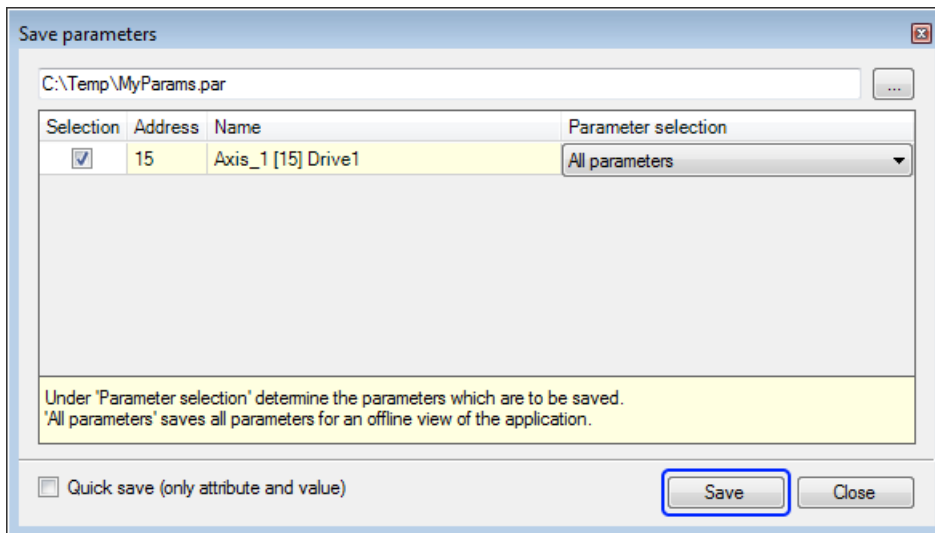 Save parameters
C:\Temp\MyParams.par
...
Selection Address Name Parameter selection
15 Axis_1 [15] Drive1 All parameters
Under 'Parameter selection' determine the parameters which are to be saved.
'All parameters' saves all parameters for an offline view of the application.
Quick save (only attribute and value)
Save Close